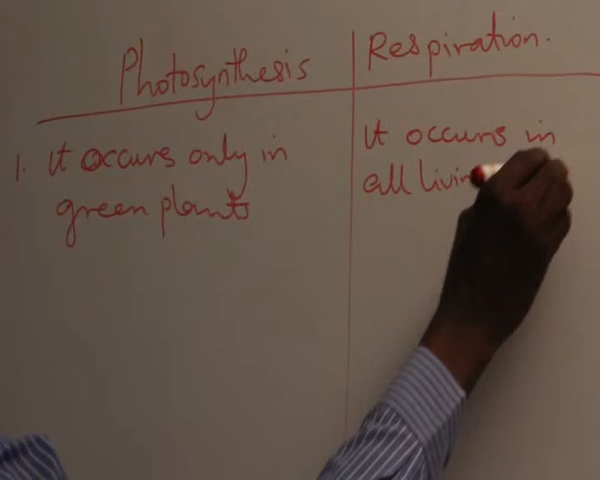 Photosynthesis
Respiration.
1. It occurs only in
green plants
It occurs in
all livin